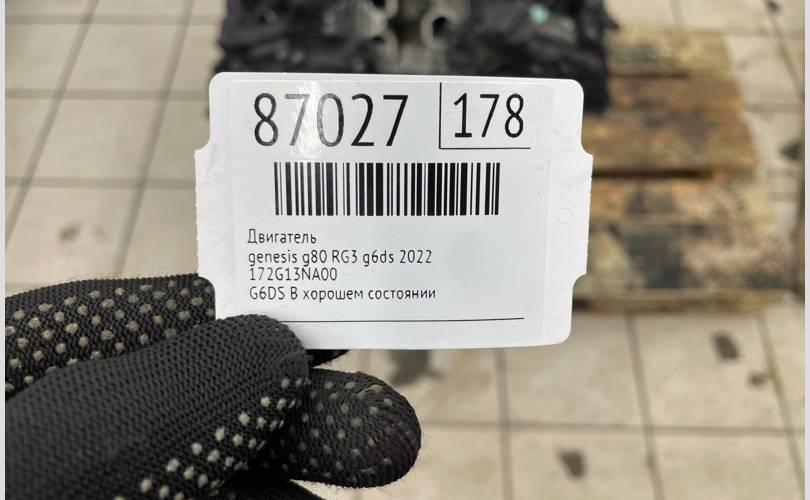 87027 178
Двигатель
genesis g80 RG3 g6ds 2022
172G13NA00
G6DS В хорошем состоянии